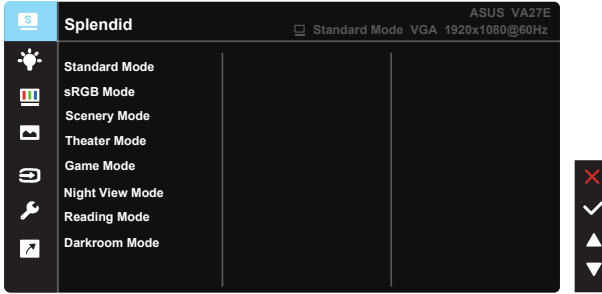 S
Splendid
ASUS VA27E
Standard Mode VGA 1920x1080@60Hz
Standard Mode
sRGB Mode
Scenery Mode
Theater Mode
Game Mode
Night View Mode
Reading Mode
Darkroom Mode